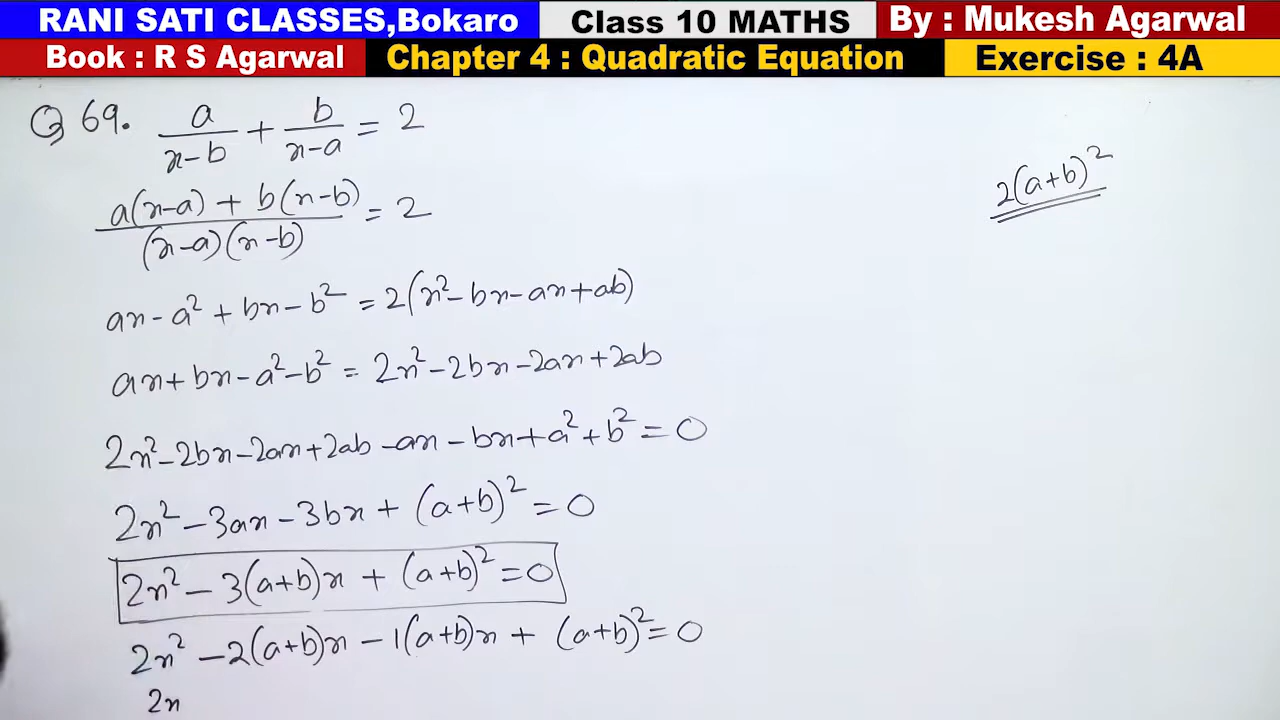 RANI SATI CLASSES,Bokaro Class 10 MATHS By : Mukesh Agarwal
Book : R S Agarwal Chapter 4 : Quadratic Equation Exercise : 4A
Q 69. a/(x-b) + b/(x-a) = 2
2(a+b)²
(a(x-a) + b(x-b))/((x-a)(x-b)) = 2
ax - a² + bx - b² = 2(x² - bx - ax + ab)
ax + bx - a² - b² = 2x² - 2bx - 2ax + 2ab
2x² - 2bx - 2ax + 2ab - ax - bx + a² + b² = 0
2x² - 3ax - 3bx + (a+b)² = 0
2x² - 3(a+b)x + (a+b)² = 0
2x² - 2(a+b)x - 1(a+b)x + (a+b)² = 0
2x